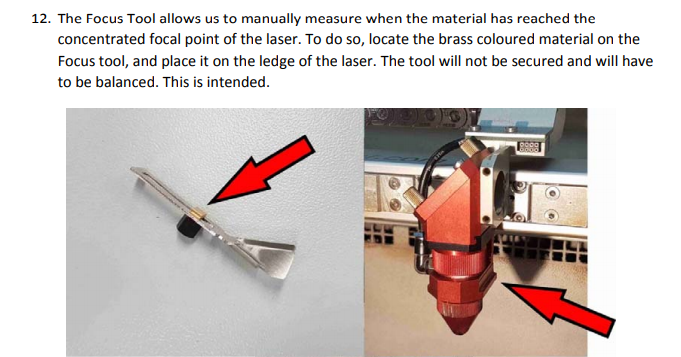 12. The Focus Tool allows us to manually measure when the material has reached the
concentrated focal point of the laser. To do so, locate the brass coloured material on the
Focus tool, and place it on the ledge of the laser. The tool will not be secured and will have
to be balanced. This is intended.